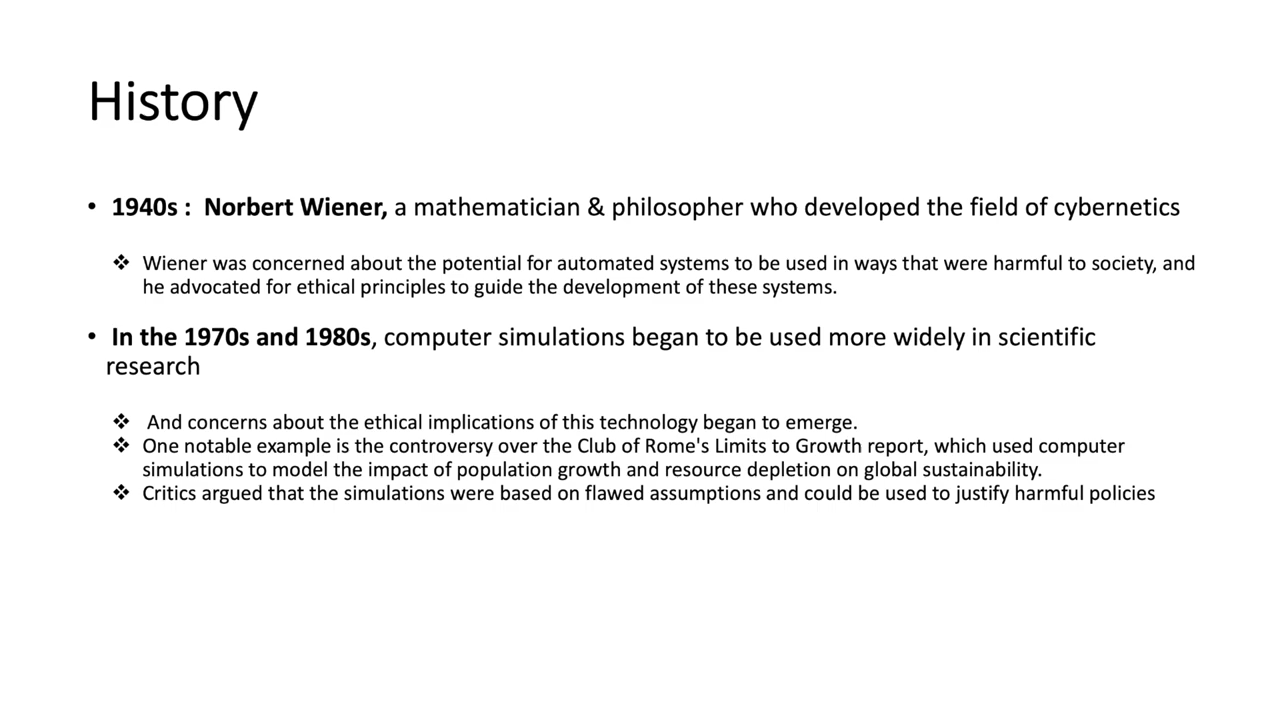 History
• 1940s :  Norbert Wiener, a mathematician & philosopher who developed the field of cybernetics
❖ Wiener was concerned about the potential for automated systems to be used in ways that were harmful to society, and
he advocated for ethical principles to guide the development of these systems.
• In the 1970s and 1980s, computer simulations began to be used more widely in scientific
research
❖ And concerns about the ethical implications of this technology began to emerge.
❖ One notable example is the controversy over the Club of Rome's Limits to Growth report, which used computer
simulations to model the impact of population growth and resource depletion on global sustainability.
❖ Critics argued that the simulations were based on flawed assumptions and could be used to justify harmful policies